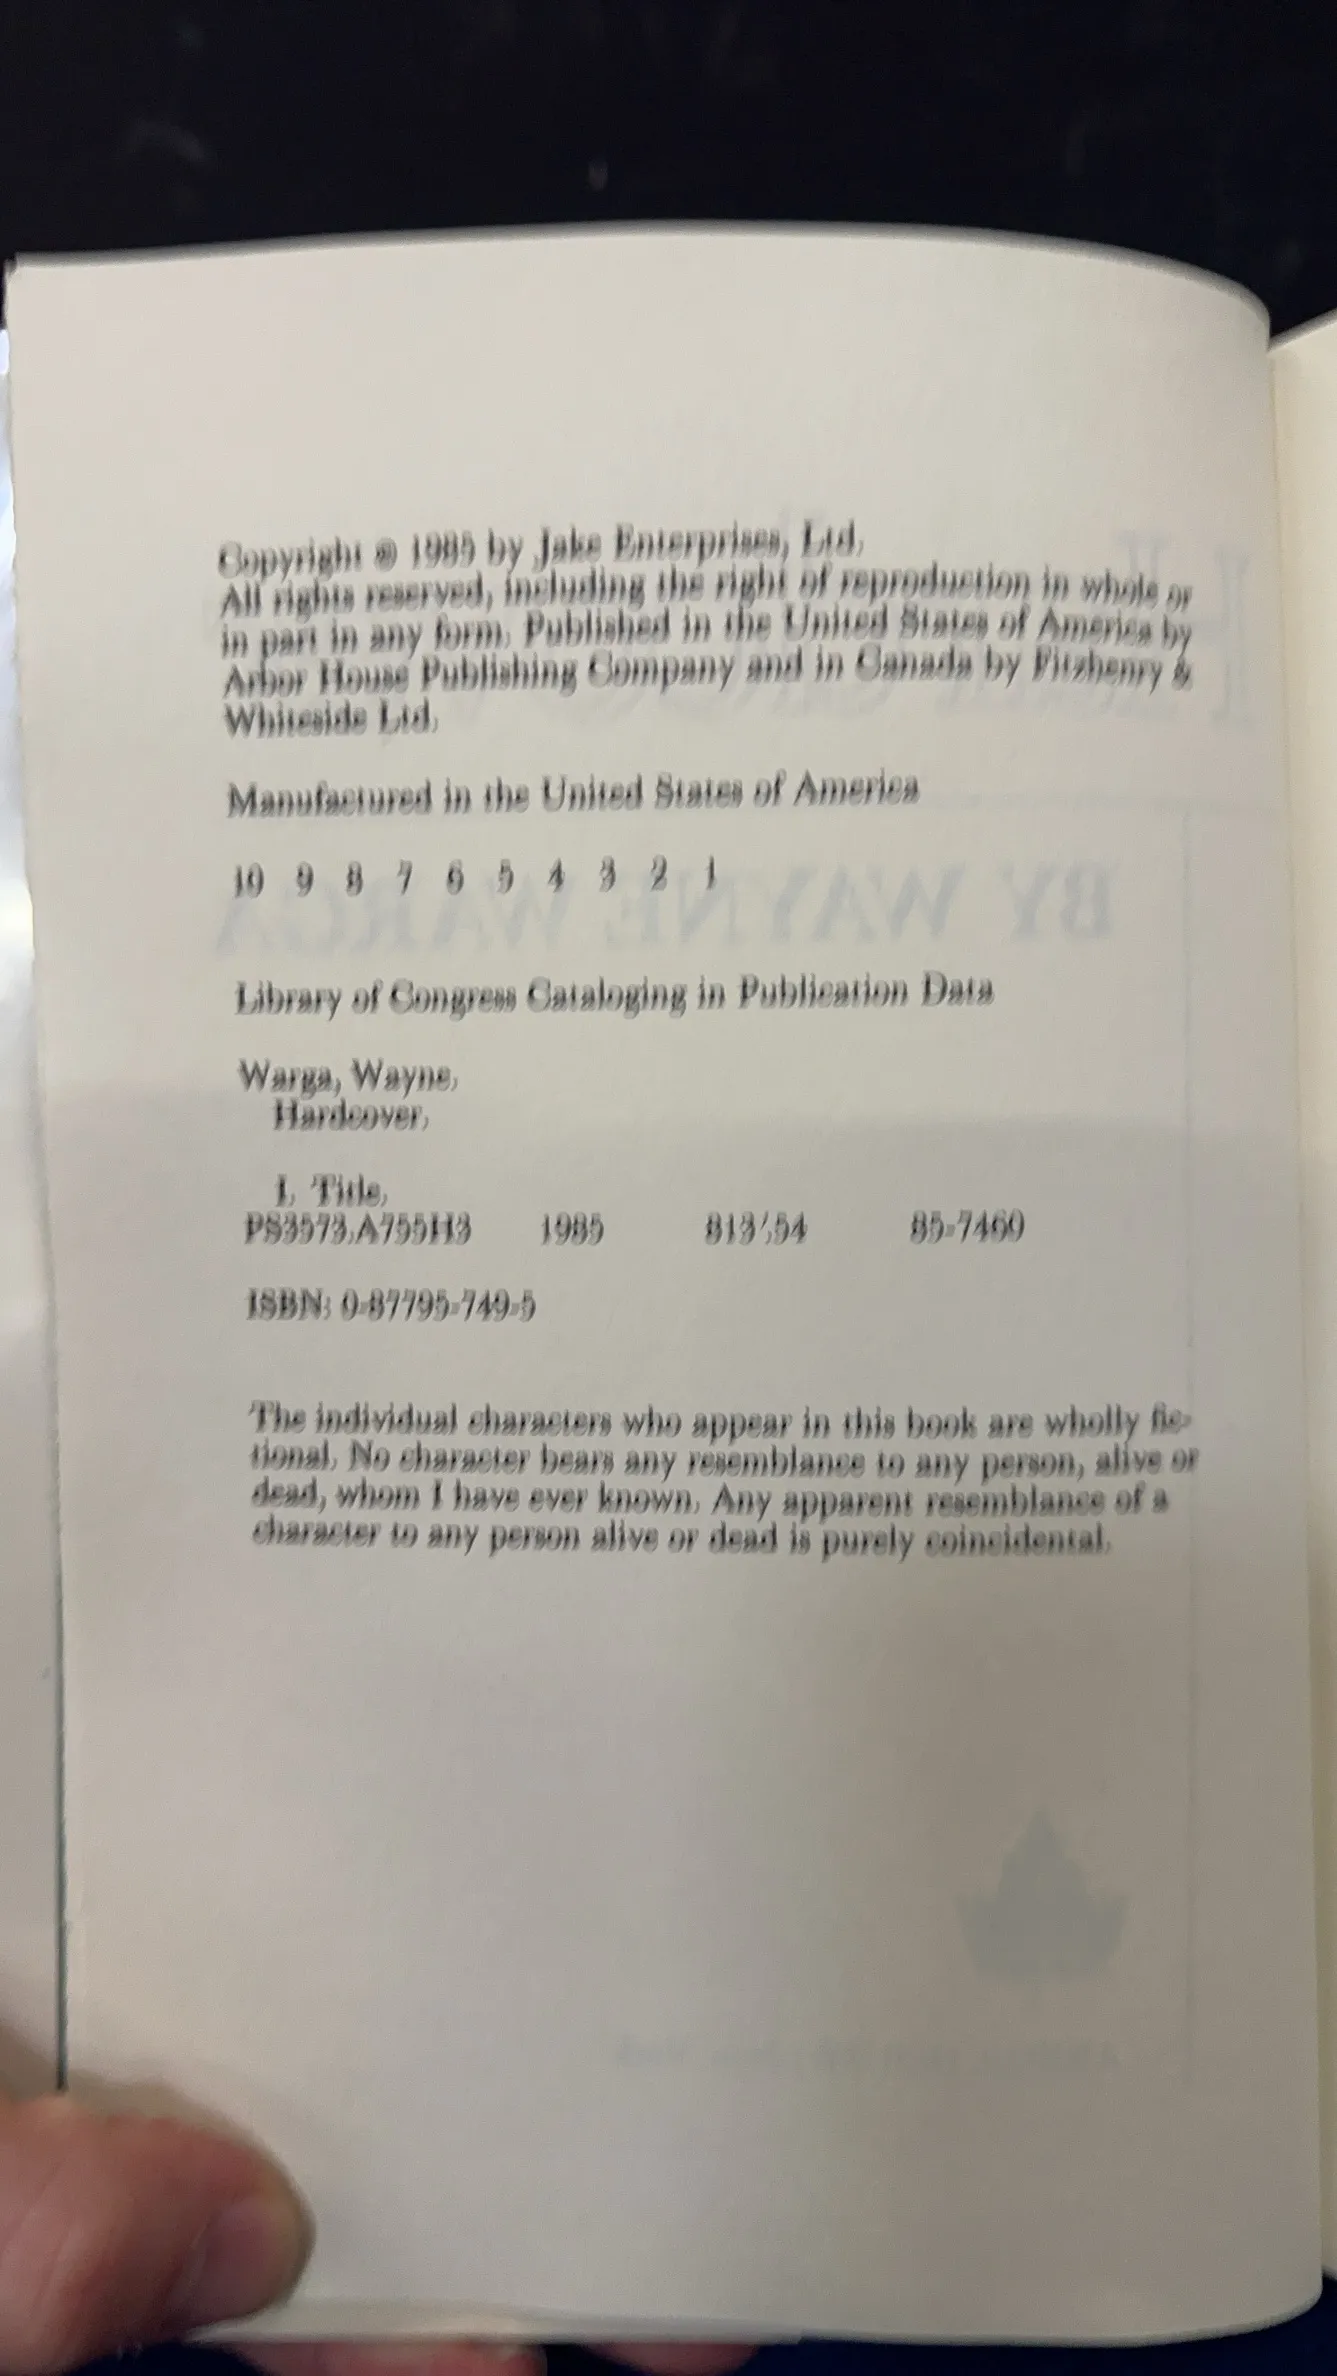 Copyright © 1985 by Jake Enterprises, Ltd.
All rights reserved, including the right of reproduction in whole or
in part in any form. Published in the United States of America by
Arbor House Publishing Company and in Canada by Fitzhenry &
Whiteside Ltd.
Manufactured in the United States of America
10 9 8 7 6 5 4 3 2 1
BY WAYNE WARGA
Library of Congress Cataloging in Publication Data
Warga, Wayne.
Hardcover.
I. Title.
PS3573.A755H3 1985 813'.54 85-7460
ISBN: 0-87795-749-5
The individual characters who appear in this book are wholly fic-
tional. No character bears any resemblance to any person, alive or
dead, whom I have ever known. Any apparent resemblance of a
character to any person alive or dead is purely coincidental.